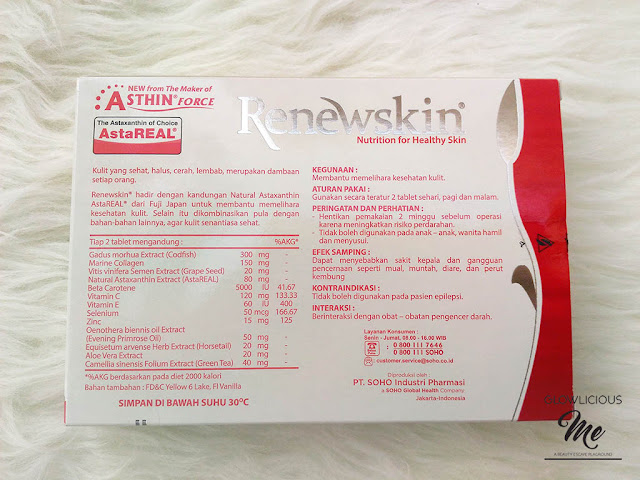 NEW from The Maker of
ASTHIN® FORCE
The Astaxanthin of Choice
AstaREAL®
Renewskin®
Nutrition for Healthy Skin
Kulit yang sehat, halus, cerah, lembab, merupakan dambaan
setiap orang.
Renewskin® hadir dengan kandungan Natural Astaxanthin
AstaREAL® dari Fuji Japan untuk membantu memelihara
kesehatan kulit. Selain itu dikombinasikan pula dengan
bahan-bahan lainnya, agar kulit senantiasa sehat.
Tiap 2 tablet mengandung : %AKG*
Gadus morhua Extract (Codfish) 300 mg -
Marine Collagen 150 mg -
Vitis vinifera Semen Extract (Grape Seed) 20 mg -
Natural Astaxanthin Extract (AstaREAL) 80 mg -
Beta Carotene 5000 IU 41.67
Vitamin C 120 mg 133.33
Vitamin E 60 IU 400
Selenium 50 mcg 166.67
Zinc 15 mg 125
Oenothera biennis oil Extract
(Evening Primrose Oil) 50 mg -
Equisetum arvense Herb Extract (Horsetail) 20 mg -
Aloe Vera Extract 20 mg -
Camellia sinensis Folium Extract (Green Tea) 40 mg -
*%AKG berdasarkan pada diet 2000 kalori
Bahan tambahan : FD&C Yellow 6 Lake, Fl Vanilla
SIMPAN DI BAWAH SUHU 30°C
KEGUNAAN :
Membantu memelihara kesehatan kulit.
ATURAN PAKAI :
Gunakan secara teratur 2 tablet sehari, pagi dan malam.
PERINGATAN DAN PERHATIAN :
- Hentikan pemakaian 2 minggu sebelum operasi
karena meningkatkan risiko perdarahan.
- Tidak boleh digunakan pada anak – anak, wanita hamil
dan menyusui.
EFEK SAMPING :
Dapat menyebabkan sakit kepala dan gangguan
pencernaan seperti mual, muntah, diare, dan perut
kembung.
KONTRAINDIKASI :
Tidak boleh digunakan pada pasien epilepsi.
INTERAKSI :
Berinteraksi dengan obat – obatan pengencer darah.
Layanan Konsumen :
Senin - Jumat, 08.00 - 16.00 WIB
: 0 800 111 7646
0 800 111 SOHO
: customer.service@soho.co.id
Diproduksi oleh :
PT. SOHO Industri Pharmasi
a SOHO Global Health Company
Jakarta-Indonesia
Me
A BEAUTY ESCAPE PLAYGROUND